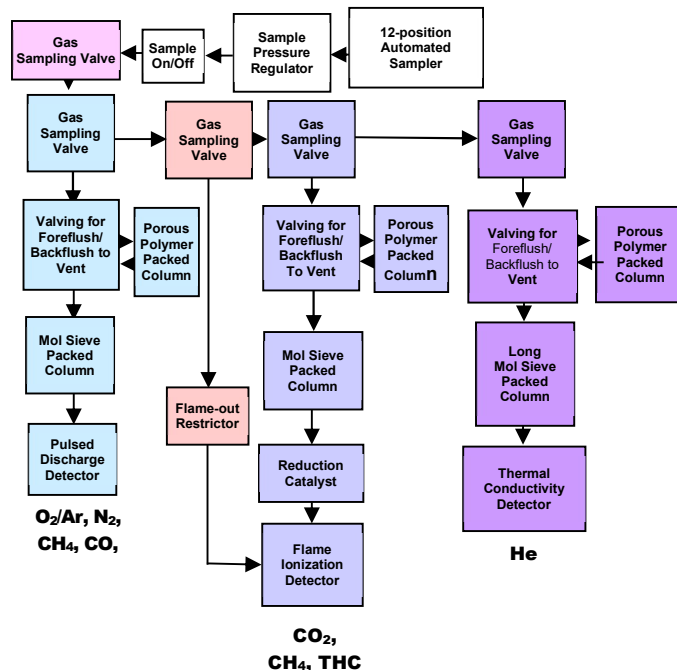 Gas
Sampling Valve
Sample
On/Off
Sample
Pressure
Regulator
12-position
Automated
Sampler
Gas
Sampling
Valve
Gas
Sampling
Valve
Gas
Sampling
Valve
Gas
Sampling
Valve
Valving for
Foreflush/
Backflush to
Vent
Porous
Polymer
Packed
Column
Valving for
Foreflush/
Backflush
To Vent
Porous
Polymer
Packed
Column
Valving for
Foreflush/
Backflush to
Vent
Porous
Polymer
Packed
Column
Mol Sieve
Packed
Column
Flame-out
Restrictor
Mol Sieve
Packed
Column
Long
Mol Sieve
Packed
Column
Pulsed
Discharge
Detector
Reduction
Catalyst
Thermal
Conductivity
Detector
O₂/Ar, N₂,
CH₄, CO,
Flame
Ionization
Detector
He
CO₂,
CH₄, THC